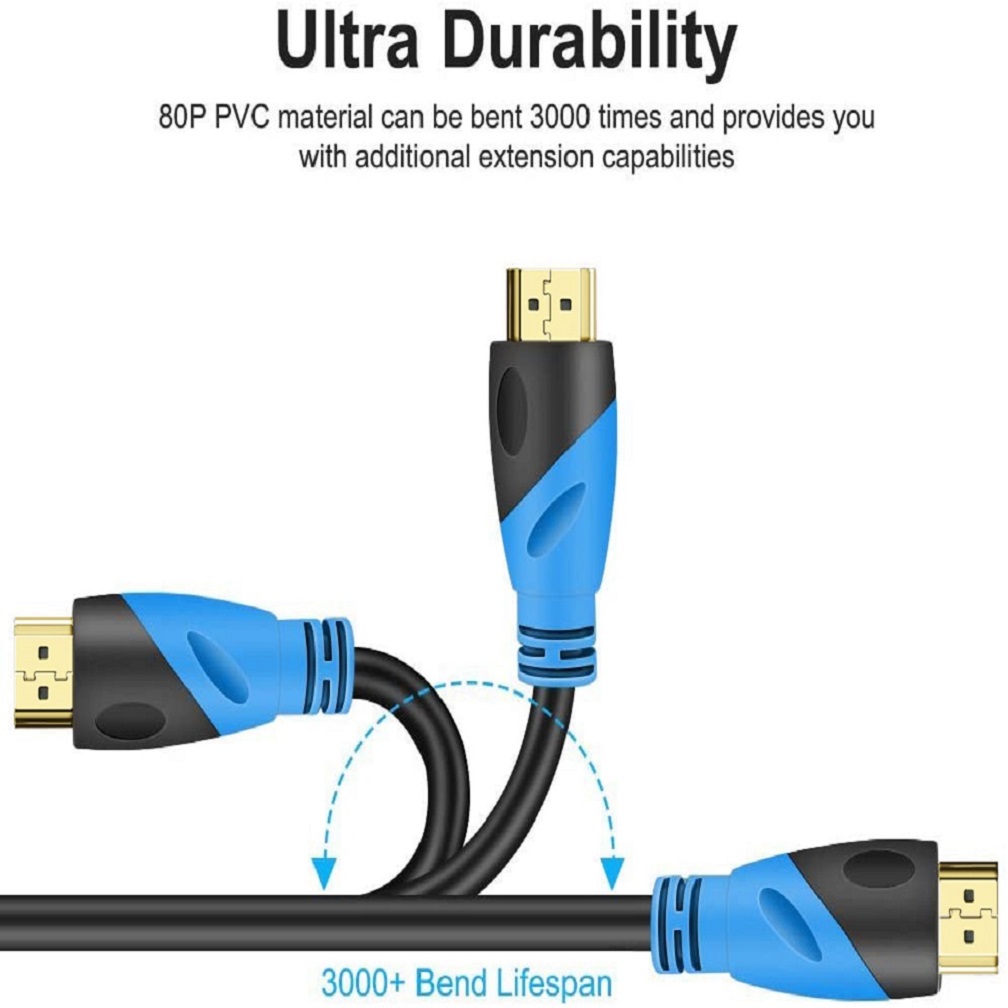 Ultra Durability
80P PVC material can be bent 3000 times and provides you
with additional extension capabilities
3000+ Bend Lifespan